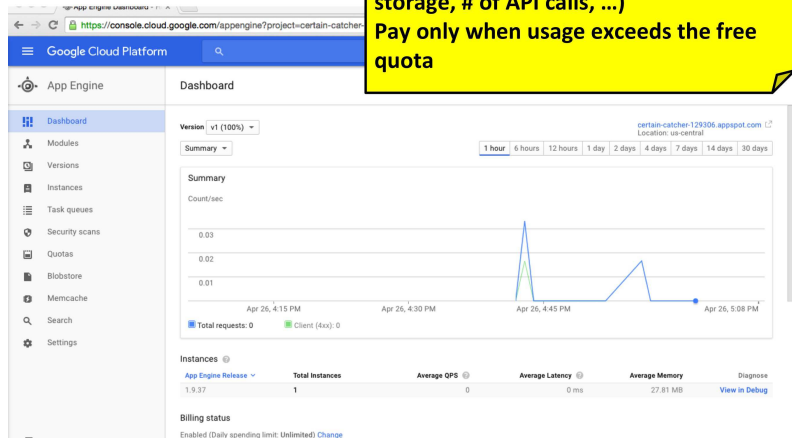 storage, # of API calls, ...)
Pay only when usage exceeds the free
quota
App Engine Dashboard
https://console.cloud.google.com/appengine?project=certain-catcher-
Google Cloud Platform
App Engine
Dashboard
Dashboard
Modules
Versions
Instances
Task queues
Security scans
Quotas
Blobstore
Memcache
Search
Settings
Version v1 (100%)
certain-catcher-129306.appspot.com
Location: us-central
Summary
1 hour 6 hours 12 hours 1 day 2 days 4 days 7 days 14 days 30 days
Summary
Count/sec
0.03
0.02
0.01
Apr 26, 4:15 PM Apr 26, 4:30 PM Apr 26, 4:45 PM Apr 26, 5:08 PM
Total requests: 0 Client (4xx): 0
Instances
App Engine Release Total Instances Average QPS Average Latency Average Memory Diagnose
1.9.37 1 0 0 ms 27.81 MB View in Debug
Billing status
Enabled (Daily spending limit: Unlimited) Change